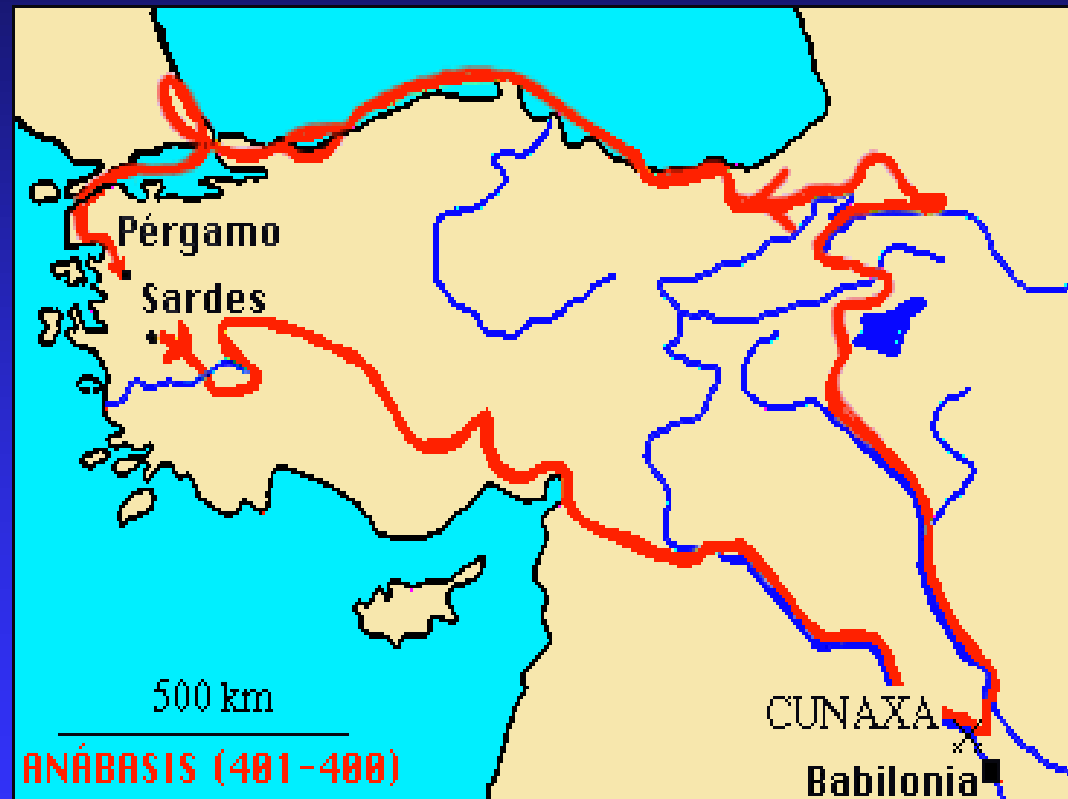 Pérgamo
Sardes
500 km
CUNAXA
ANÁBASIS (401-400)
Babilonia